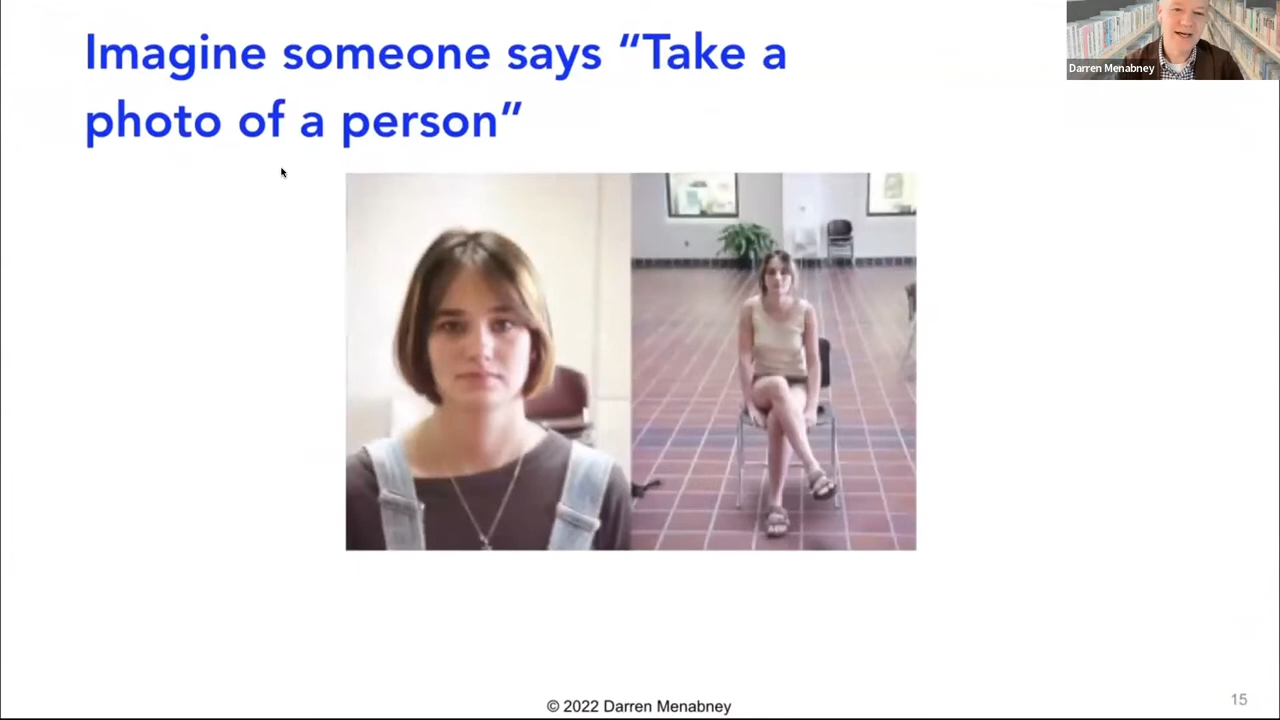 Imagine someone says “Take a
photo of a person”
Darren Menabney
© 2022 Darren Menabney
15